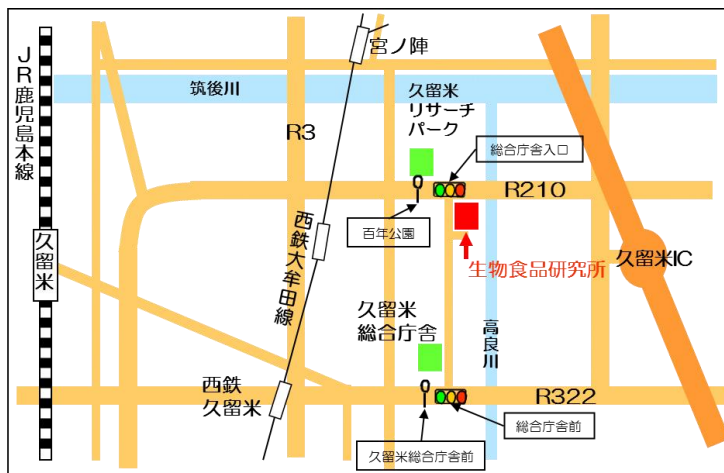 宮ノ陣
JR鹿児島本線
筑後川
久留米
リサーチ
パーク
R3
総合庁舎入口
R210
百年公園
西鉄大牟田線
生物食品研究所
久留米IC
久留米
久留米
総合庁舎
高良川
西鉄
久留米
R322
総合庁舎前
久留米総合庁舎前